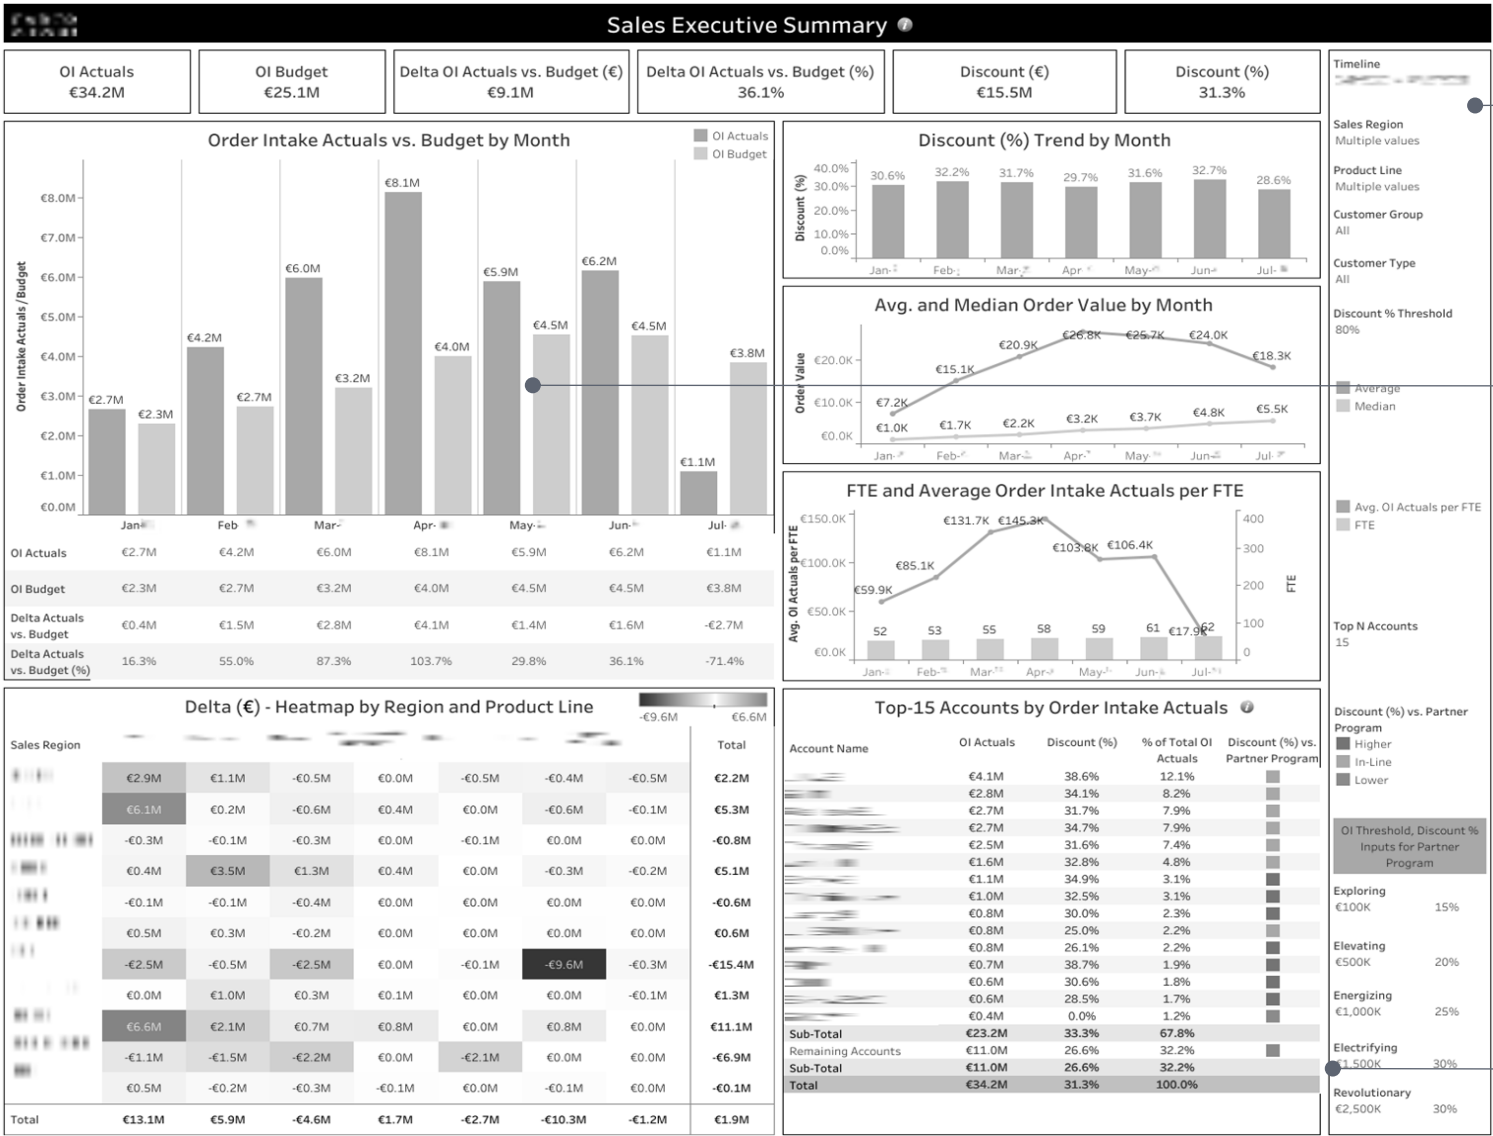 Sales Executive Summary
OI Actuals
€34.2M
OI Budget
€25.1M
Delta OI Actuals vs. Budget (€)
€9.1M
Delta OI Actuals vs. Budget (%)
36.1%
Discount (€)
€15.5M
Discount (%)
31.3%
Order Intake Actuals vs. Budget by Month
OI Actuals
OI Budget
Order Intake Actuals / Budget
€8.0M
€7.0M
€6.0M
€5.0M
€4.0M
€3.0M
€2.0M
€1.0M
€0.0M
€2.7M €2.3M €4.2M €2.7M €6.0M €3.2M €8.1M €4.0M €5.9M €4.5M €6.2M €4.5M €1.1M €3.8M
Jan- Feb Mar- Apr- May- Jun- Jul-
OI Actuals €2.7M €4.2M €6.0M €8.1M €5.9M €6.2M €1.1M
OI Budget €2.3M €2.7M €3.2M €4.0M €4.5M €4.5M €3.8M
Delta Actuals
vs. Budget €0.4M €1.5M €2.8M €4.1M €1.4M €1.6M -€2.7M
Delta Actuals
vs. Budget (%) 16.3% 55.0% 87.3% 103.7% 29.8% 36.1% -71.4%
Discount (%) Trend by Month
Discount (%)
40.0%
30.0%
20.0%
10.0%
0.0%
30.6% 32.2% 31.7% 29.7% 31.6% 32.7% 28.6%
Jan- Feb- Mar- Apr May- Jun- Jul-
Avg. and Median Order Value by Month
Order Value
€20.0K
€10.0K
€0.0K
€7.2K €15.1K €20.9K €26.8K €25.7K €24.0K €18.3K
€1.0K €1.7K €2.2K €3.2K €3.7K €4.8K €5.5K
Jan- Feb- Mar- Apr- May- Jun- Jul-
FTE and Average Order Intake Actuals per FTE
Avg. OI Actuals per FTE
€150.0K
€100.0K
€50.0K
€0.0K
€59.9K €85.1K €131.7K €145.3K €103.8K €106.4K €17.9K
52 53 55 58 59 61 62
400
300
200
100
0
FTE
Jan- Feb- Mar- Apr- May- Jun- Jul-
Delta (€) - Heatmap by Region and Product Line
-€9.6M €6.6M
Sales Region Total
€2.9M €1.1M -€0.5M €0.0M -€0.5M -€0.4M -€0.5M €2.2M
€6.1M €0.2M -€0.6M €0.4M €0.0M -€0.6M -€0.1M €5.3M
-€0.3M -€0.1M -€0.3M €0.0M €0.0M €0.0M €0.0M -€0.8M
€0.4M €3.5M €1.3M €0.4M €0.0M -€0.3M -€0.2M €5.1M
-€0.1M -€0.1M -€0.4M €0.0M €0.0M €0.0M €0.0M -€0.6M
€0.5M €0.3M -€0.2M €0.0M €0.0M €0.0M €0.0M €0.6M
-€2.5M -€0.5M -€2.5M €0.0M -€0.1M -€9.6M -€0.3M -€15.4M
€0.0M €1.0M €0.3M €0.1M €0.0M €0.0M -€0.1M €1.3M
€6.6M €2.1M €0.7M €0.8M €0.0M €0.8M €0.0M €11.1M
-€1.1M -€1.5M -€2.2M €0.0M -€2.1M €0.0M €0.0M -€6.9M
€0.5M -€0.2M -€0.3M -€0.1M €0.0M -€0.1M €0.0M -€0.1M
Total €13.1M €5.9M -€4.6M €1.7M -€2.7M -€10.3M -€1.2M €1.9M
Top-15 Accounts by Order Intake Actuals
Account Name OI Actuals Discount (%) % of Total OI Actuals Discount (%) vs. Partner Program
€4.1M 38.6% 12.1%
€2.8M 34.1% 8.2%
€2.7M 31.7% 7.9%
€2.7M 34.7% 7.9%
€2.5M 31.6% 7.4%
€1.6M 32.8% 4.8%
€1.1M 34.9% 3.1%
€1.0M 32.5% 3.1%
€0.8M 30.0% 2.3%
€0.8M 25.0% 2.2%
€0.8M 26.1% 2.2%
€0.7M 38.7% 1.9%
€0.6M 30.6% 1.8%
€0.6M 28.5% 1.7%
€0.4M 0.0% 1.2%
Sub-Total €23.2M 33.3% 67.8%
Remaining Accounts €11.0M 26.6% 32.2%
Sub-Total €11.0M 26.6% 32.2%
Total €34.2M 31.3% 100.0%
Timeline
Sales Region
Multiple values
Product Line
Multiple values
Customer Group
All
Customer Type
All
Discount % Threshold
80%
Average
Median
Avg. OI Actuals per FTE
FTE
Top N Accounts
15
Discount (%) vs. Partner
Program
Higher
In-Line
Lower
OI Threshold, Discount %
Inputs for Partner
Program
Exploring
€100K 15%
Elevating
€500K 20%
Energizing
€1,000K 25%
Electrifying
€1,500K 30%
Revolutionary
€2,500K 30%